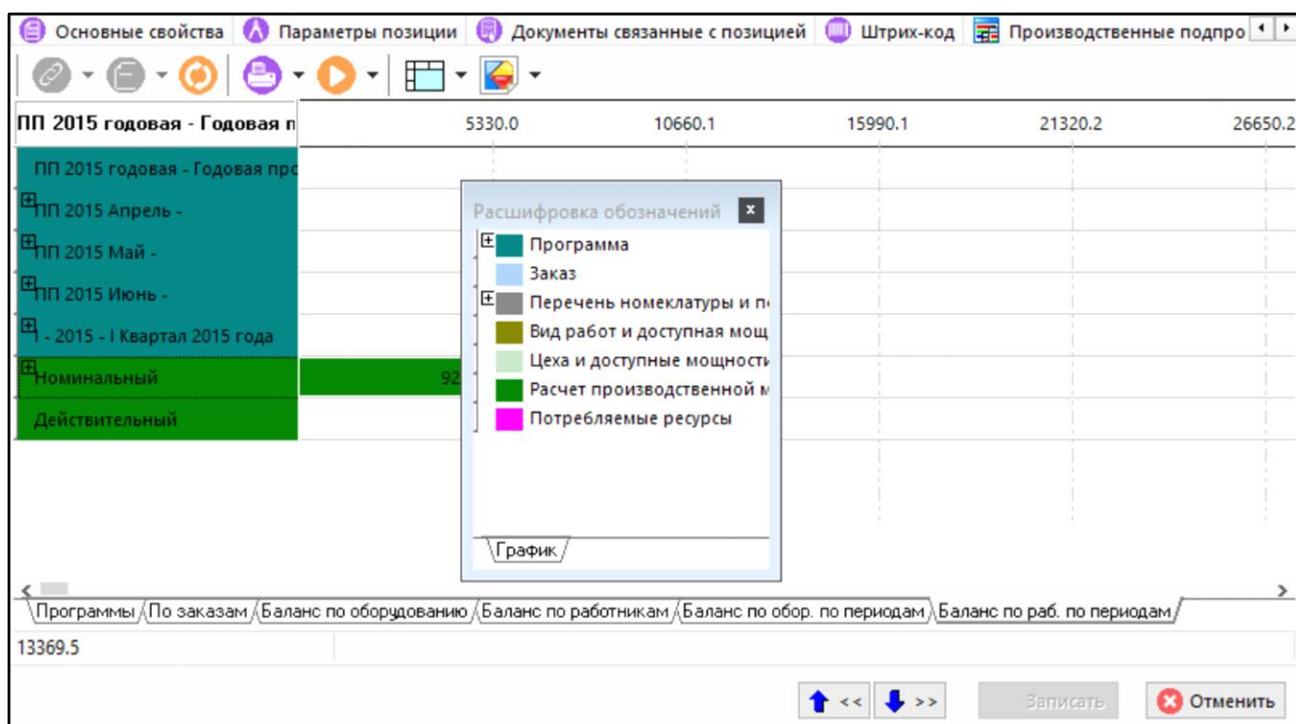 Основные свойства Параметры позиции Документы связанные с позицией Штрих-код Производственные подпро
ПП 2015 годовая - Годовая п 5330.0 10660.1 15990.1 21320.2 26650.2
ПП 2015 годовая - Годовая про
ПП 2015 Апрель -
ПП 2015 Май -
ПП 2015 Июнь -
I - 2015 - I Квартал 2015 года
Номинальный 92
Действительный
Расшифровка обозначений
Программа
Заказ
Перечень номеклатуры и п
Вид работ и доступная мощ
Цеха и доступные мощности
Расчет производственной м
Потребляемые ресурсы
График
Программы По заказам Баланс по оборудованию Баланс по работникам Баланс по обор. по периодам Баланс по раб. по периодам
13369.5
<< >> Записать Отменить